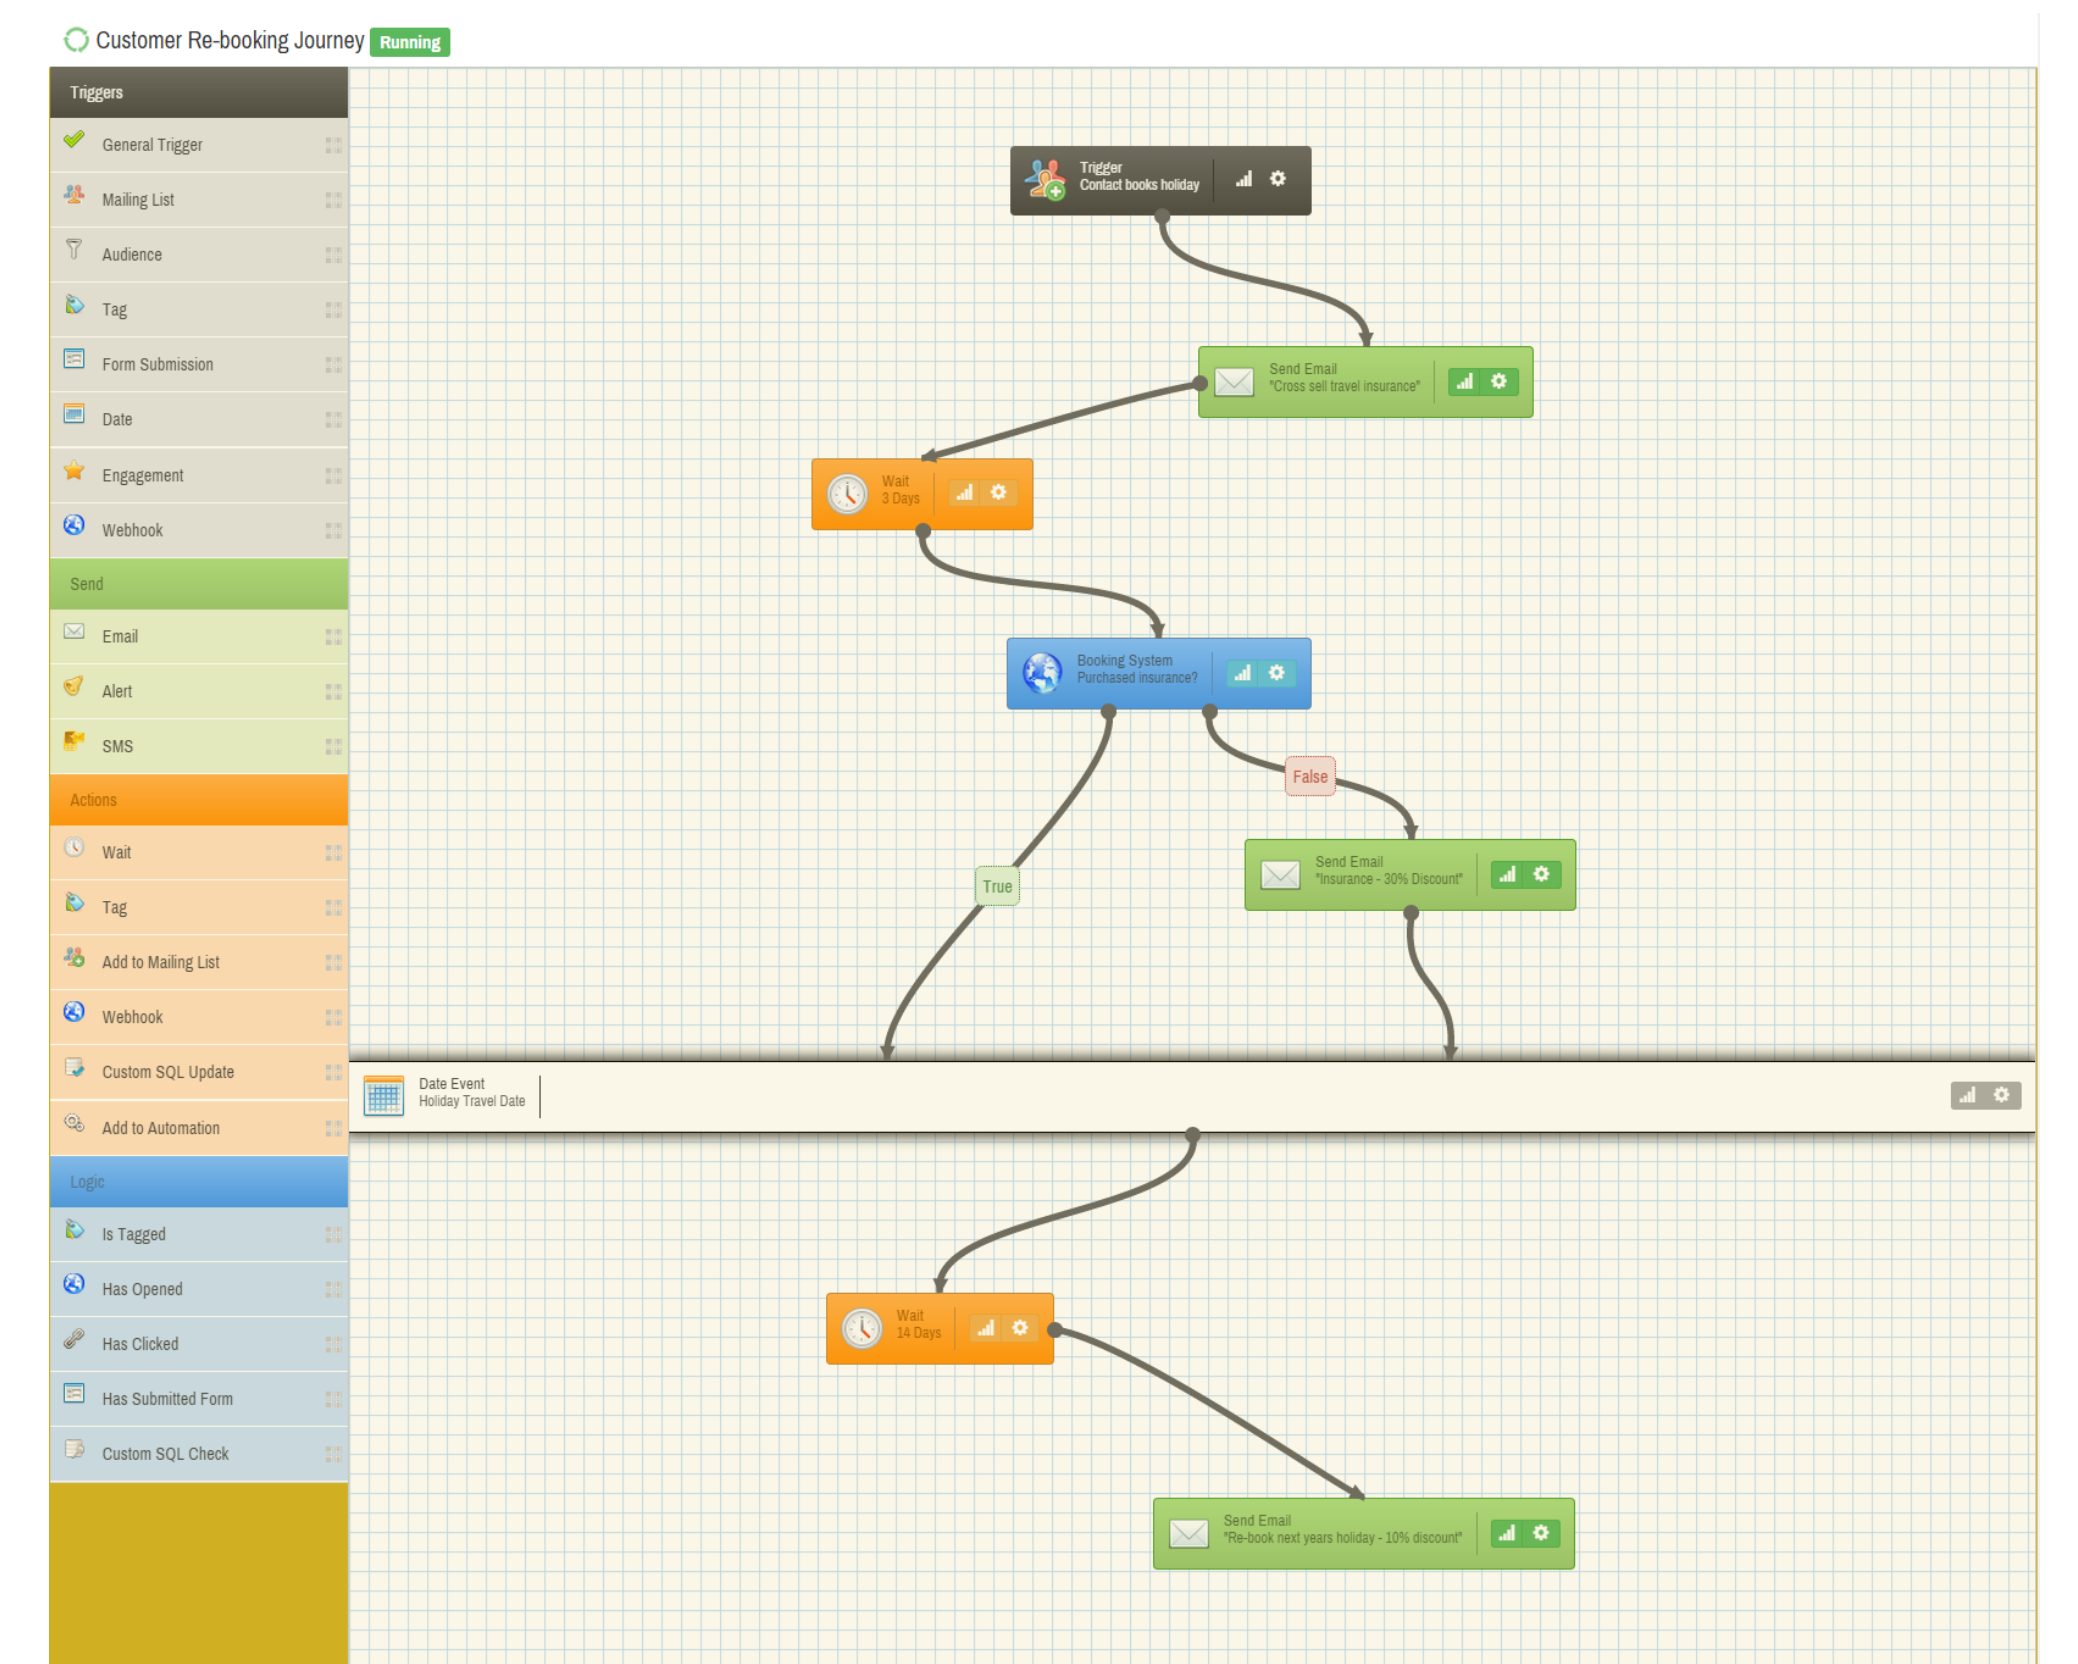 Customer Re-booking Journey Running
Triggers
General Trigger
Mailing List
Audience
Tag
Form Submission
Date
Engagement
Webhook
Send
Email
Alert
SMS
Actions
Wait
Tag
Add to Mailing List
Webhook
Custom SQL Update
Add to Automation
Logic
Is Tagged
Has Opened
Has Clicked
Has Submitted Form
Custom SQL Check
Trigger
Contact books holiday
Send Email
"Cross sell travel insurance"
Wait
3 Days
Booking System
Purchased insurance?
False
Send Email
"Insurance - 30% Discount"
True
Date Event
Holiday Travel Date
Wait
14 Days
Send Email
"Re-book next years holiday - 10% discount"